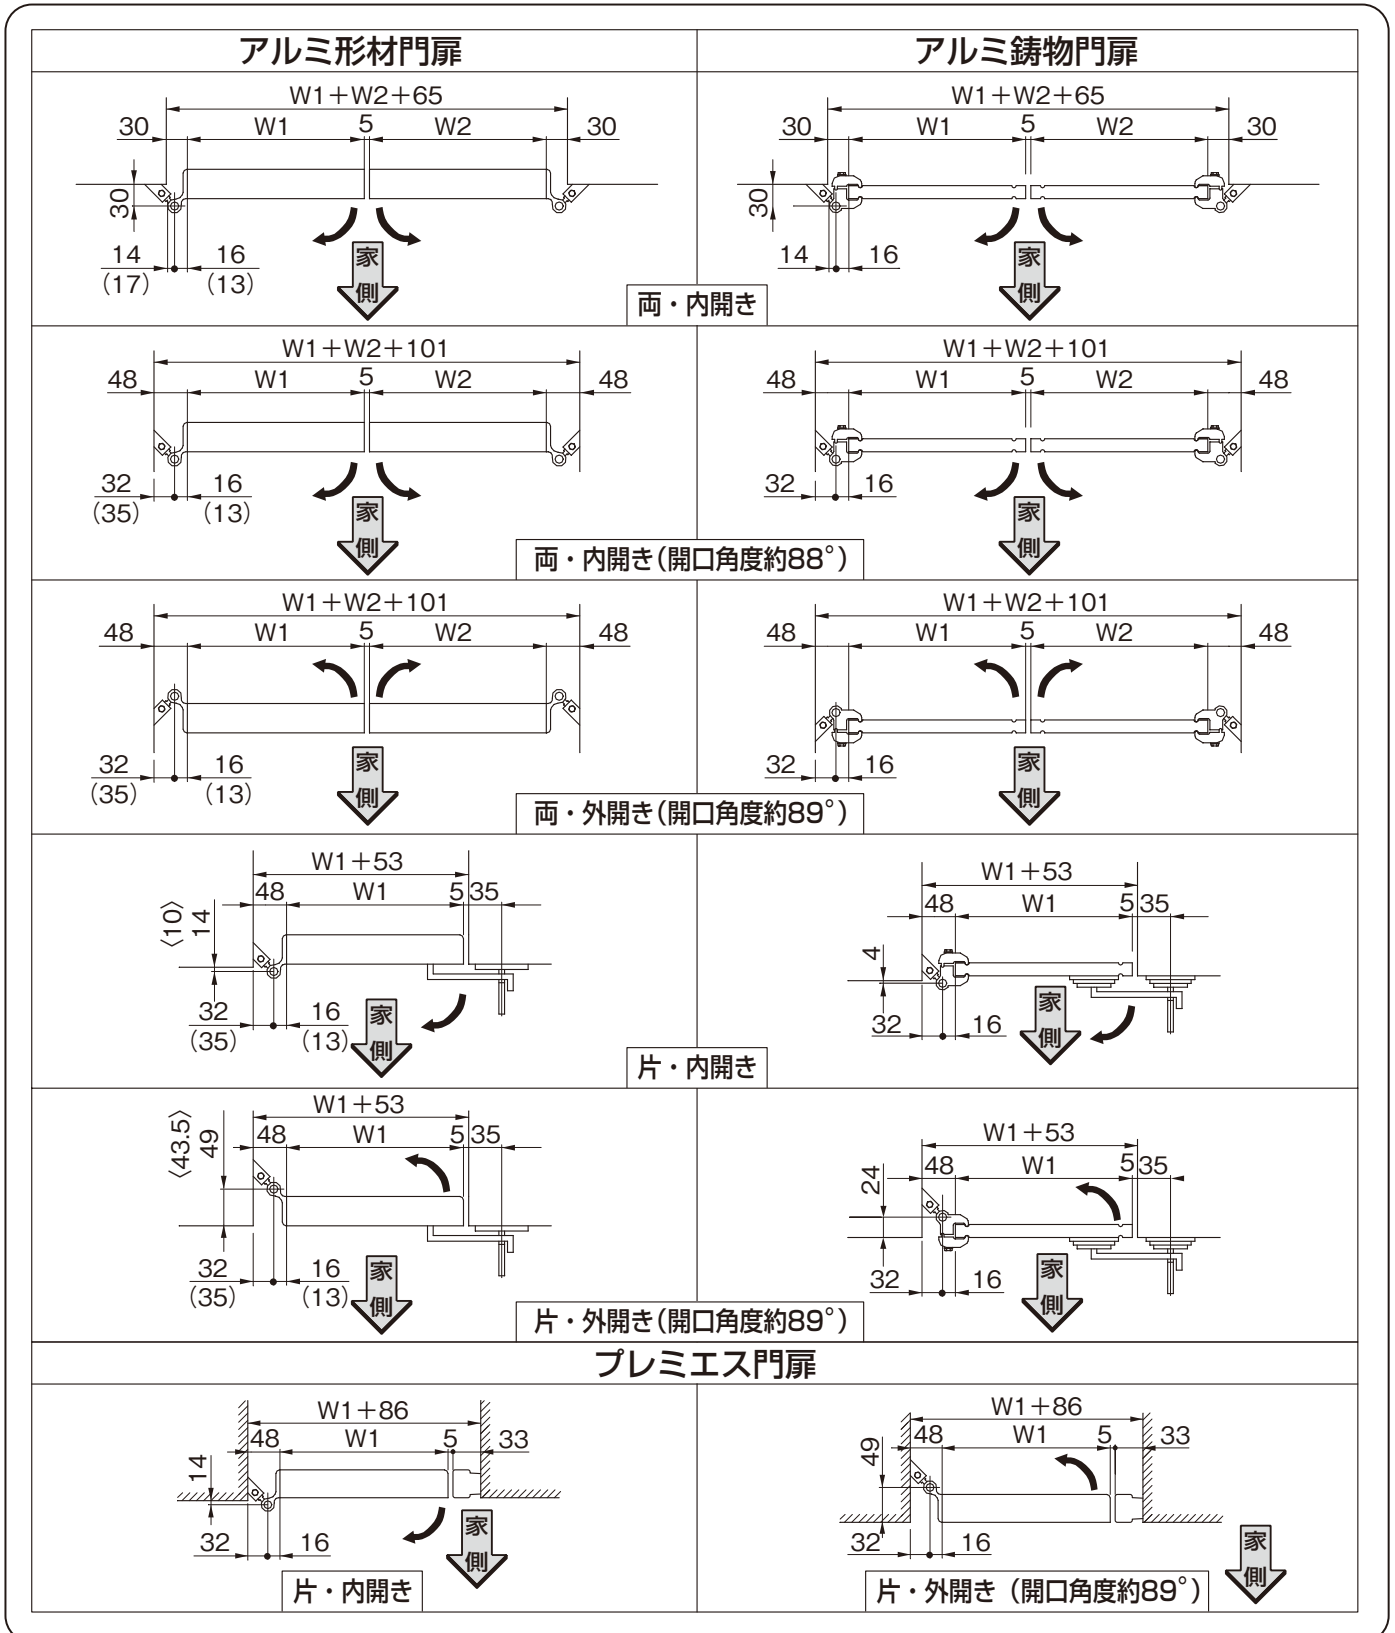 アルミ形材門扉
アルミ鋳物門扉
W1+W2+65
30 W1 5 W2 30
30
14 16
(17) (13)
家側
W1+W2+65
30 W1 5 W2 30
30
14 16
家側
両・内開き
W1+W2+101
48 W1 5 W2 48
32 16
(35) (13)
家側
W1+W2+101
48 W1 5 W2 48
32 16
家側
両・内開き(開口角度約88°)
W1+W2+101
48 W1 5 W2 48
32 16
(35) (13)
家側
W1+W2+101
48 W1 5 W2 48
32 16
家側
両・外開き(開口角度約89°)
W1+53
48 W1 5 35
〈10〉
14
32 16
(35) (13)
家側
W1+53
48 W1 5 35
4
32 16
家側
片・内開き
W1+53
48 W1 5 35
〈43.5〉
49
32 16
(35) (13)
家側
W1+53
48 W1 5 35
24
32 16
家側
片・外開き(開口角度約89°)
プレミエス門扉
W1+86
48 W1 5 33
14
32 16
家側
片・内開き
W1+86
48 W1 5 33
49
32 16
家側
片・外開き(開口角度約89°)